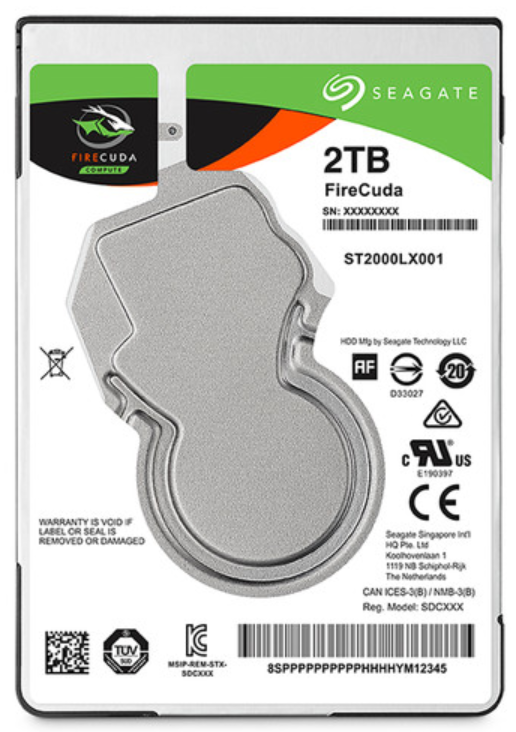 SEAGATE
FIRECUDA
COMPUTE
2TB
FireCuda
SN: XXXXXXXX
ST2000LX001
HDD Mfg by Seagate Technology LLC
AF
20
D33027
c RU® US
E190397
CE
WARRANTY IS VOID IF
LABEL OR SEAL IS
REMOVED OR DAMAGED
Seagate Singapore Int'l
HQ Pte. Ltd
Koolhovenlaan 1
1119 NB Schiphol-Rijk
The Netherlands
CAN ICES-3(B) / NMB-3(B)
Reg. Model: SDCXXX
TUV
SUD
MSIP-REM-STX-
SDCXXX
8SPPPPPPPPPPHHHHYM12345